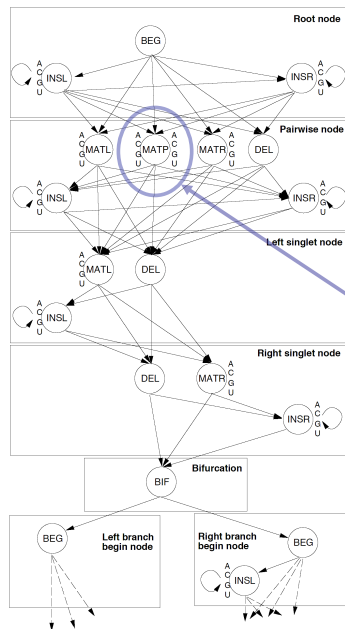 Root node
BEG
A
C
G
U
INSL
INSR
A
C
G
U
Pairwise node
A
C
G
U
MATL
A
C
G
U
MATP
A
C
G
U
MATR
A
C
G
U
DEL
A
C
G
U
INSL
INSR
A
C
G
U
Left singlet node
A
C
G
U
MATL
DEL
A
C
G
U
INSL
Right singlet node
DEL
MATR
A
C
G
U
INSR
A
C
G
U
Bifurcation
BIF
BEG
Left branch
begin node
Right branch
begin node
BEG
A
C
G
U
INSL